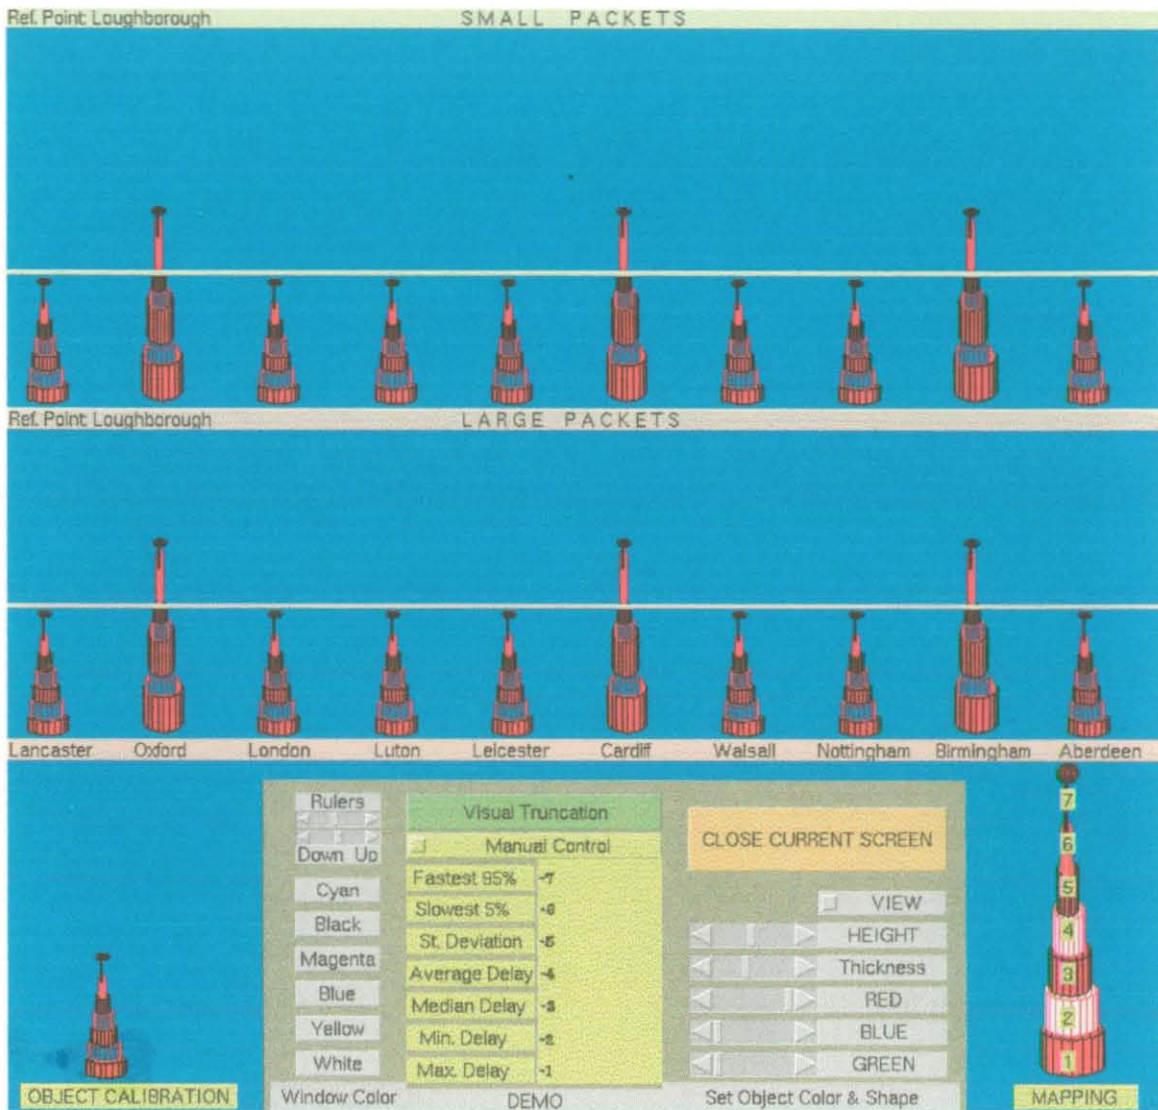 Ref. Point: Loughborough SMALL PACKETS
Ref. Point: Loughborough LARGE PACKETS
Lancaster Oxford London Luton Leicester Cardiff Walsall Nottingham Birmingham Aberdeen
Rulers
Down Up
Cyan
Black
Magenta
Blue
Yellow
White
Window Color
Visual Truncation
Manual Control
Fastest 95% -7
Slowest 5% -6
St. Deviation -5
Average Delay -4
Median Delay -3
Min. Delay -2
Max. Delay -1
DEMO
CLOSE CURRENT SCREEN
VIEW
HEIGHT
Thickness
RED
BLUE
GREEN
Set Object Color & Shape
OBJECT CALIBRATION
7
6
5
4
3
2
1
MAPPING